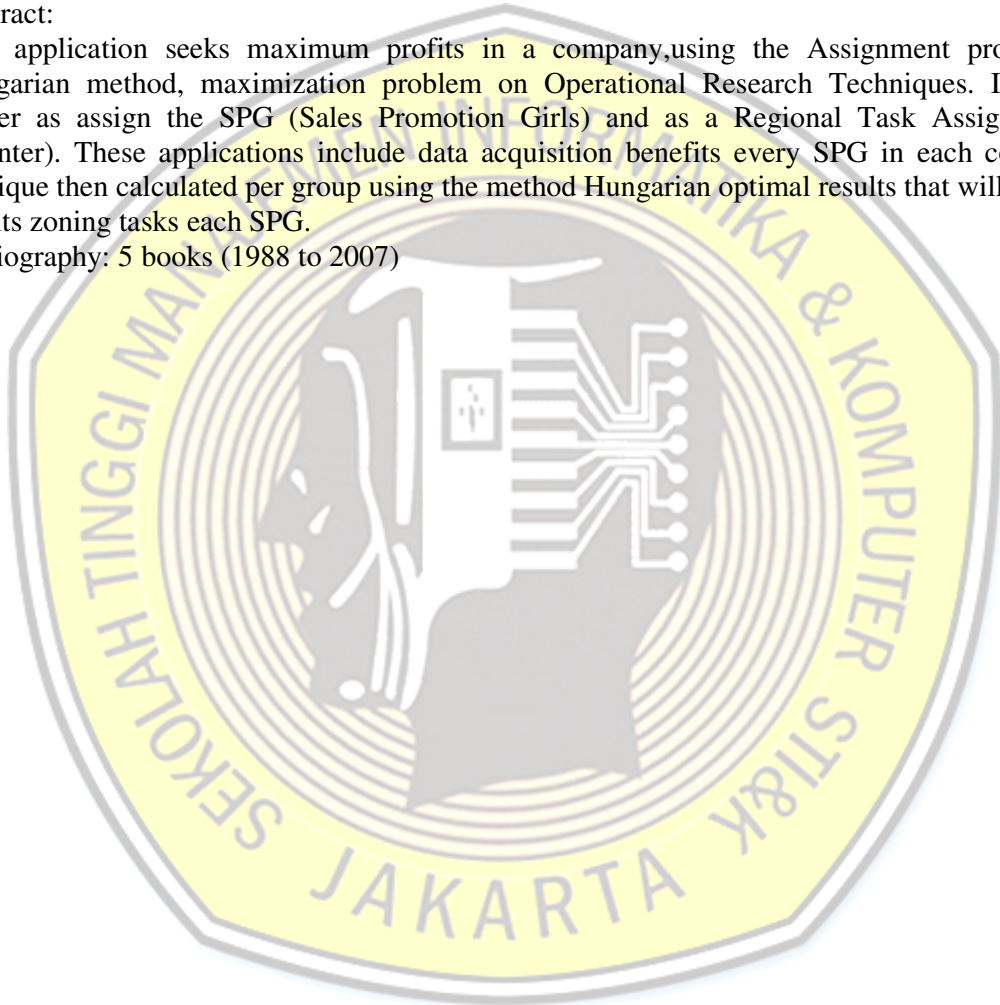 ract:
application seeks maximum profits in a company,using the Assignment pro
garian method, maximization problem on Operational Research Techniques. I
er as assign the SPG (Sales Promotion Girls) and as a Regional Task Assig
nter). These applications include data acquisition benefits every SPG in each c
ique then calculated per group using the method Hungarian optimal results that will
ts zoning tasks each SPG.
iography: 5 books (1988 to 2007)
SEKOLAH TINGGI MANAJEMEN INFORMATIKA & KOMPUTER STI&K
JAKARTA